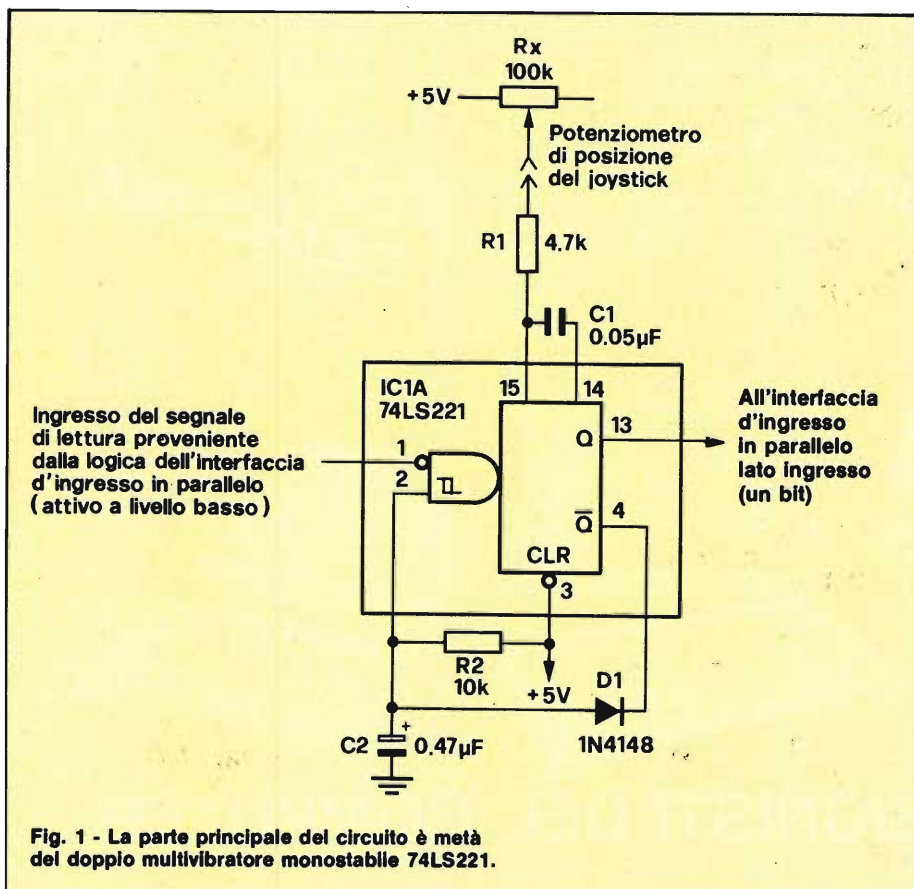 Rx
100k
+5V
Potenziometro
di posizione
del joystick
R1
4.7k
C1
0.05µF
IC1A
74LS221
15
14
Ingresso del segnale
di lettura proveniente
dalla logica dell'interfaccia
d'ingresso in parallelo
(attivo a livello basso)
1
2
Q
13
All'interfaccia
d'ingresso
in parallelo
lato ingresso
(un bit)
Q̅
4
CLR
3
R2
10k
+5V
D1
1N4148
C2
+
0.47µF
Fig. 1 - La parte principale del circuito è metà
del doppio multivibratore monostabile 74LS221.